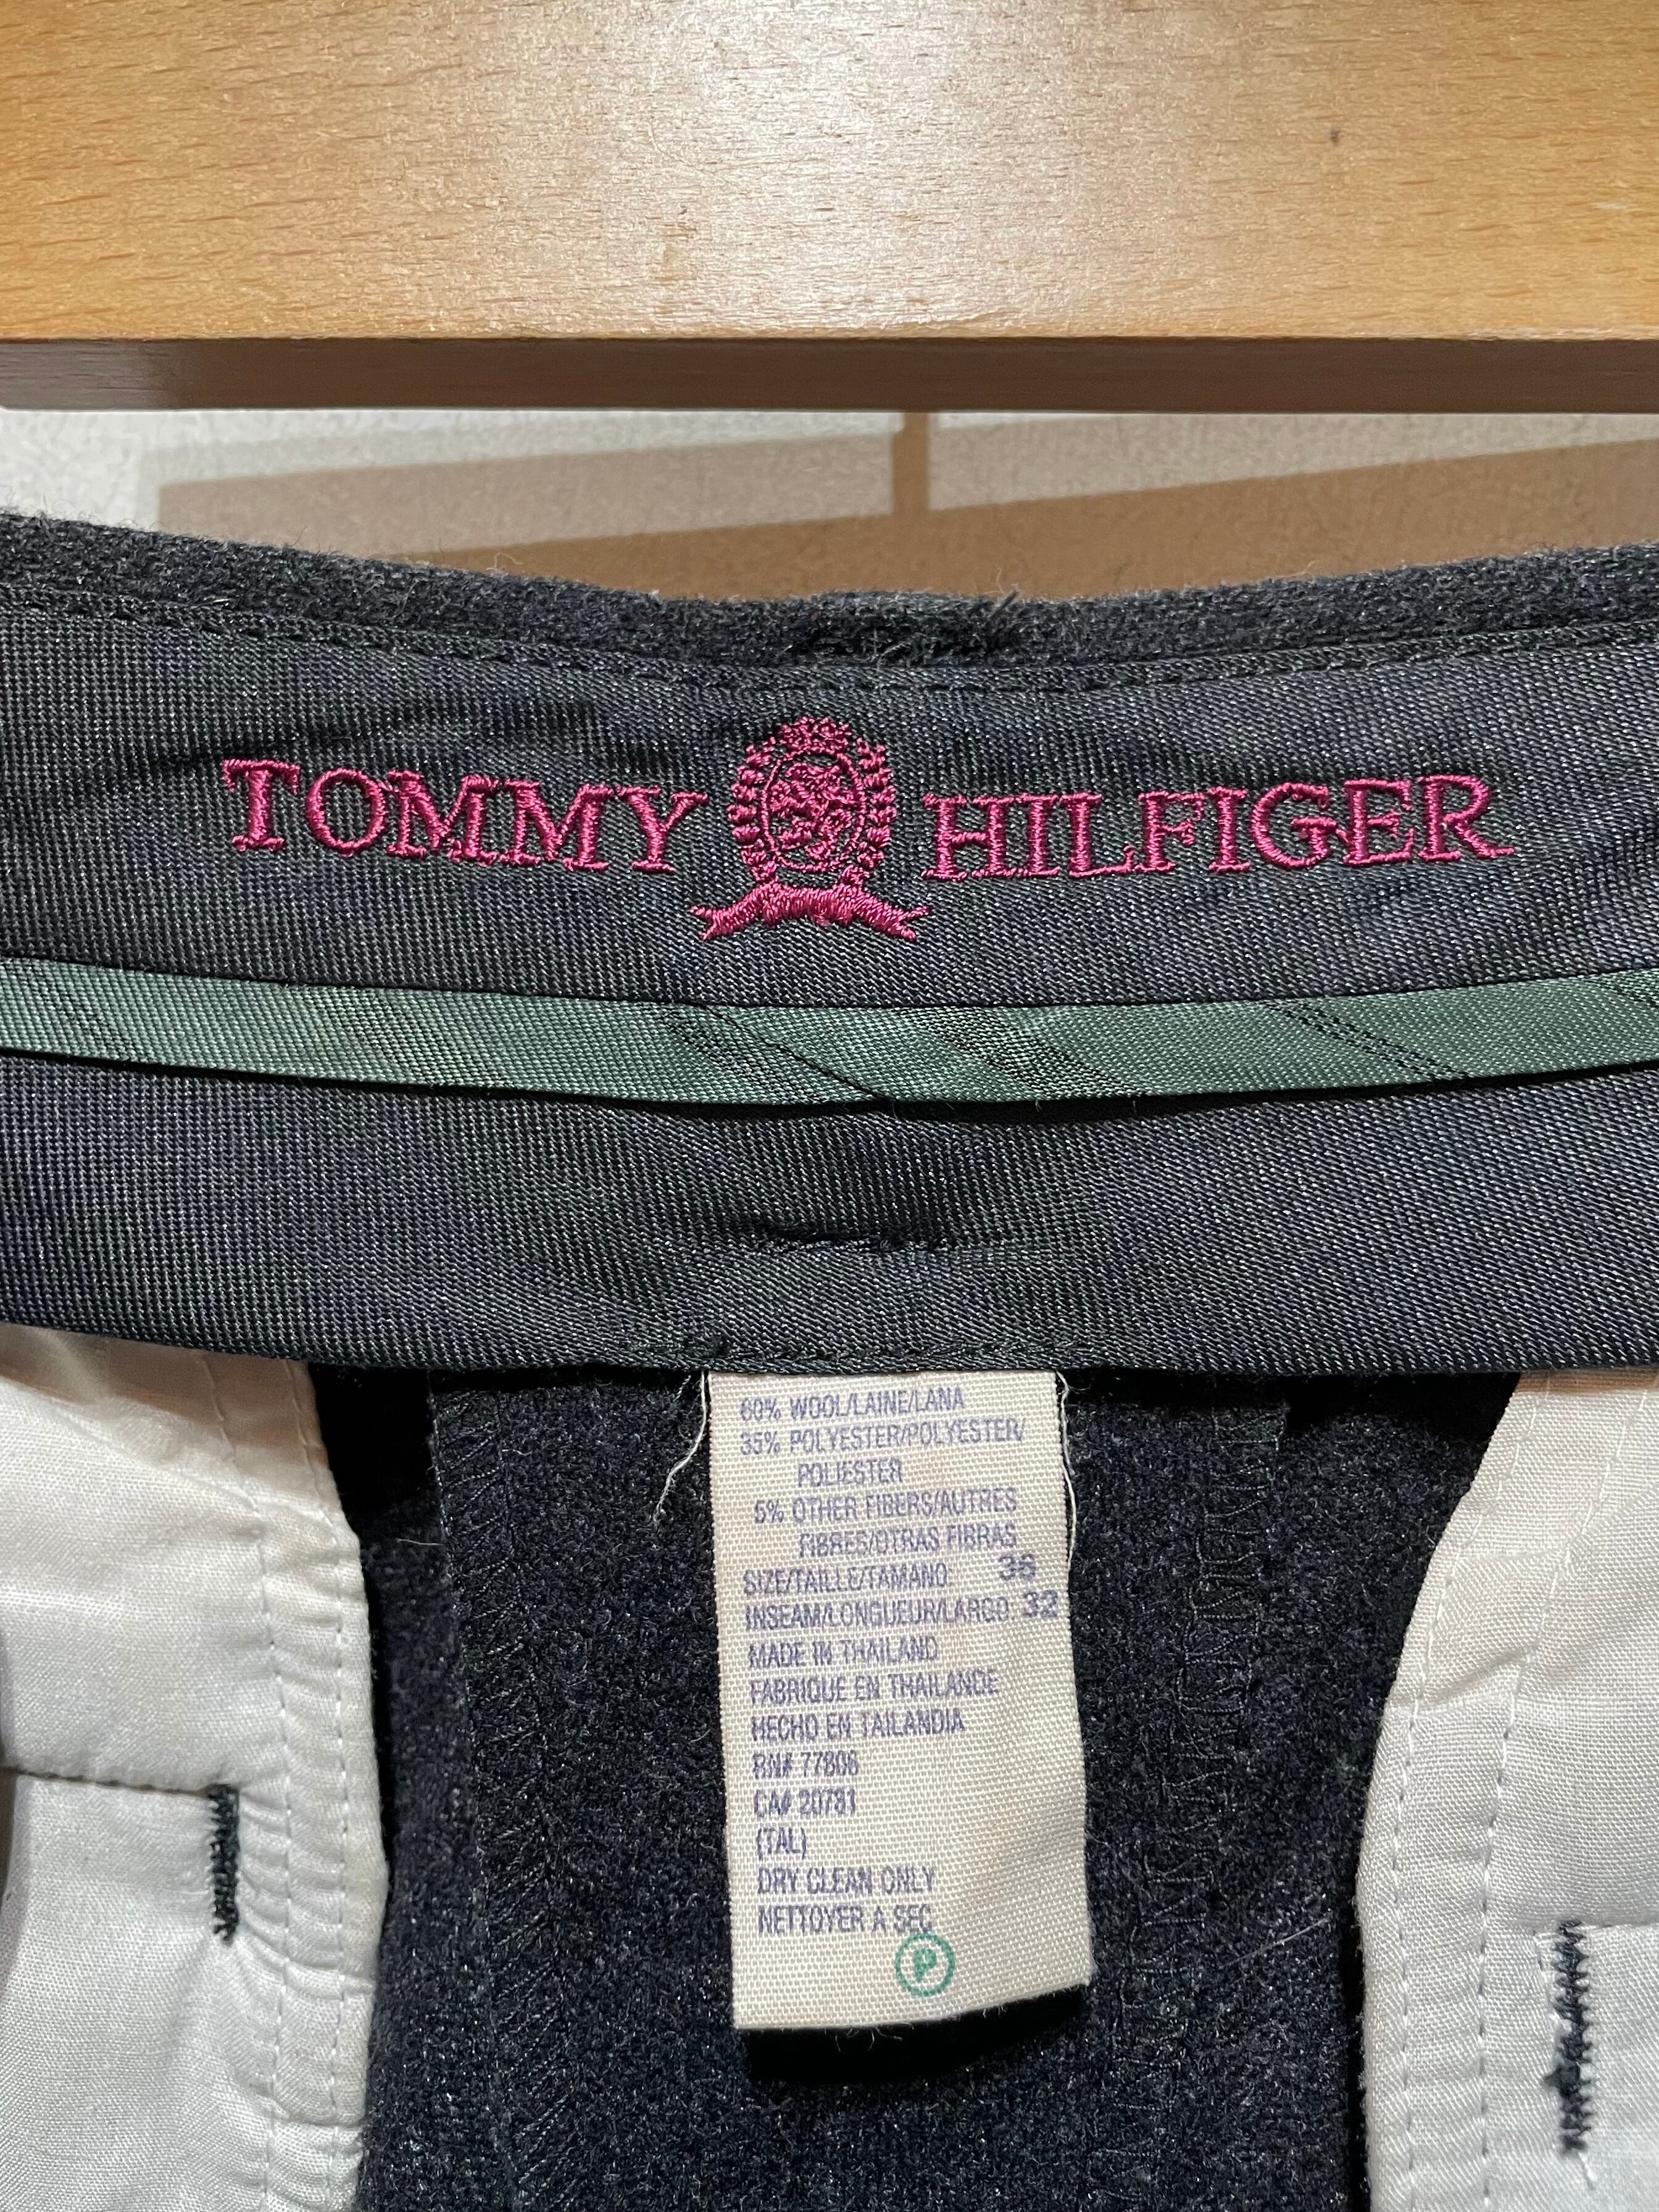 TOMMY HILFIGER
60% WOOL/LAINE/LANA
35% POLYESTER/POLYESTER/
POLIESTER
5% OTHER FIBERS/AUTRES
FIBRES/OTRAS FIBRAS
SIZE/TAILLE/TAMANO 36
INSEAM/LONGUEUR/LARGO 32
MADE IN THAILAND
FABRIQUE EN THAILANDE
HECHO EN TAILANDIA
RN# 77806
CA# 20781
(TAL)
DRY CLEAN ONLY
NETTOYER A SEC
P